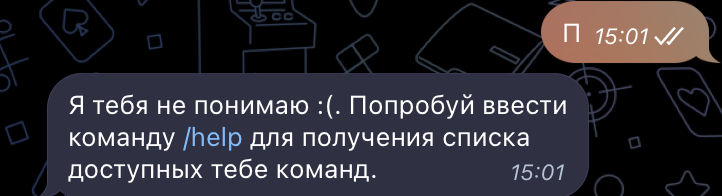 П 15:01
Я тебя не понимаю :(. Попробуй ввести
команду /help для получения списка
доступных тебе команд. 15:01